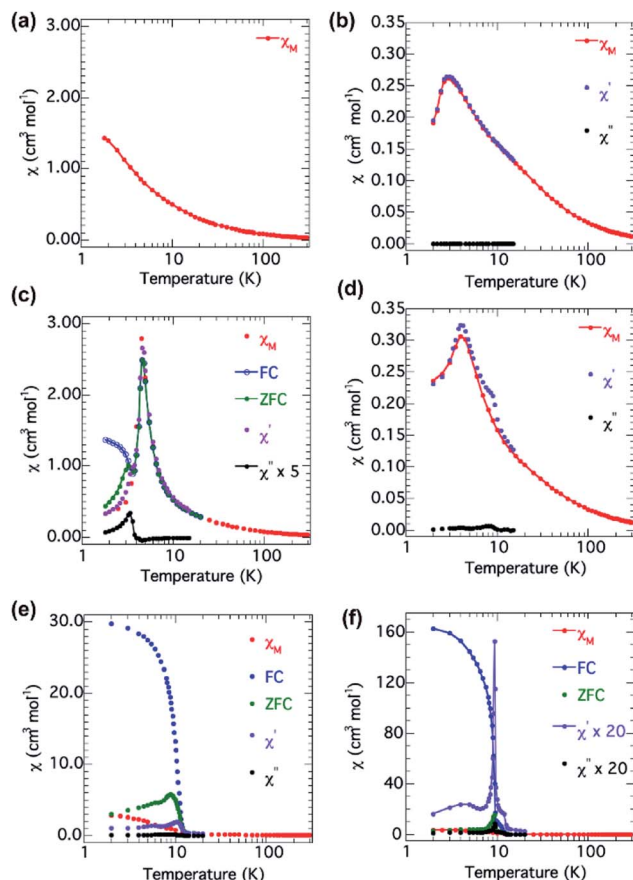 (a)
3.00
2.00
1.00
0.00
χ (cm³ mol⁻¹)
χM
1 10 100
Temperature (K)
(b)
0.35
0.30
0.25
0.20
0.15
0.10
0.05
0.00
χ (cm³ mol⁻¹)
χM
χ'
χ"
1 10 100
Temperature (K)
(c)
3.00
2.00
1.00
0.00
χ (cm³ mol⁻¹)
χM
FC
ZFC
χ'
χ" x 5
1 10 100
Temperature (K)
(d)
0.35
0.30
0.25
0.20
0.15
0.10
0.05
0.00
χ (cm³ mol⁻¹)
χM
χ'
χ"
1 10 100
Temperature (K)
(e)
30.0
20.0
10.0
0.0
χ (cm³ mol⁻¹)
χM
FC
ZFC
χ'
χ"
1 10 100
Temperature (K)
(f)
160
120
80
40
0
χ (cm³ mol⁻¹)
χM
FC
ZFC
χ' x 20
χ" x 20
1 10 100
Temperature (K)